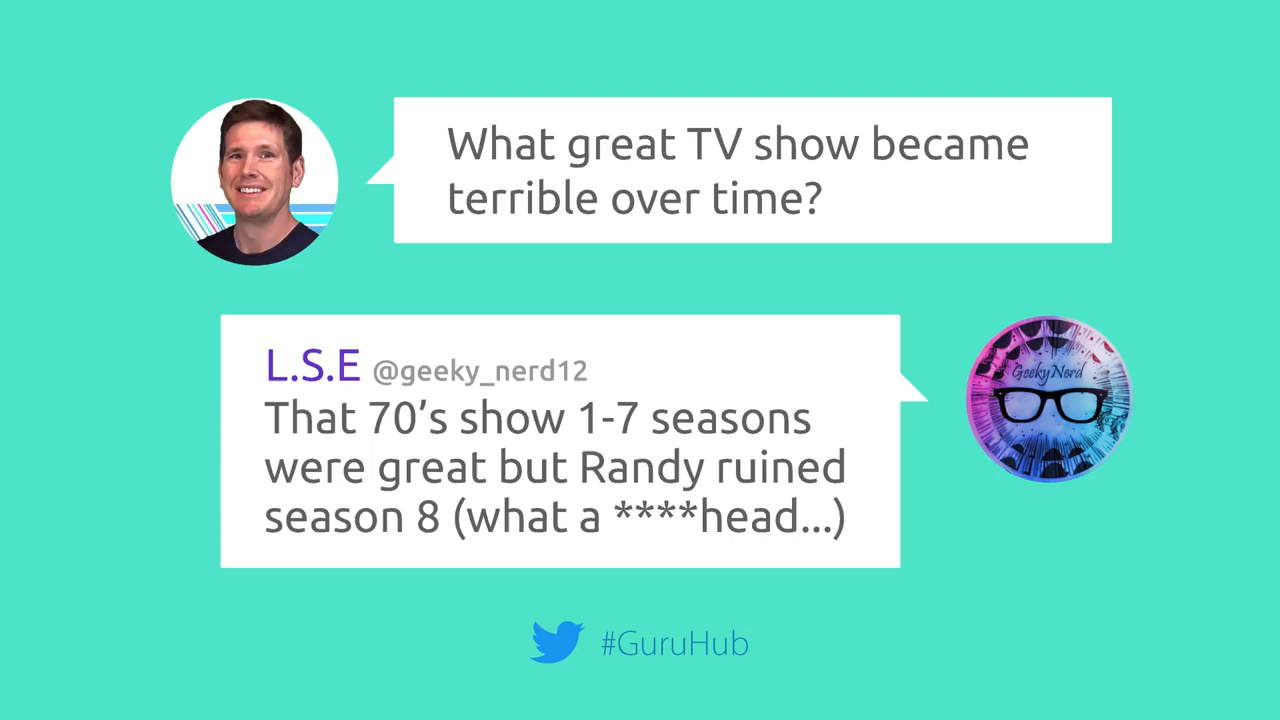 What great TV show became
terrible over time?
L.S.E @geeky_nerd12
That 70’s show 1-7 seasons
were great but Randy ruined
season 8 (what a ****head...)
GeekyNerd
#GuruHub